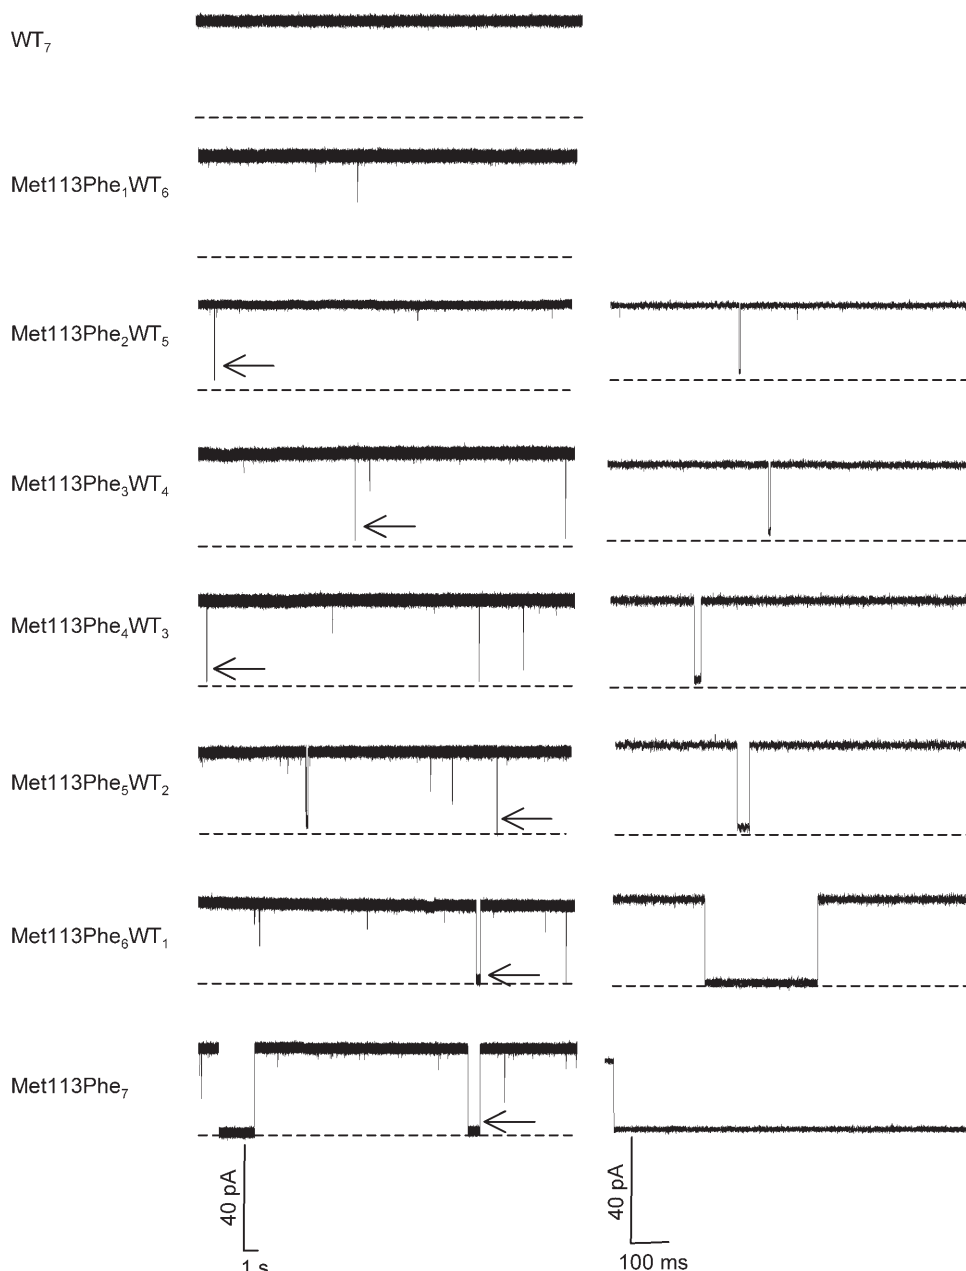 WT₇
Met113Phe₁WT₆
Met113Phe₂WT₅
Met113Phe₃WT₄
Met113Phe₄WT₃
Met113Phe₅WT₂
Met113Phe₆WT₁
Met113Phe₇
40 pA
1 s
40 pA
100 ms